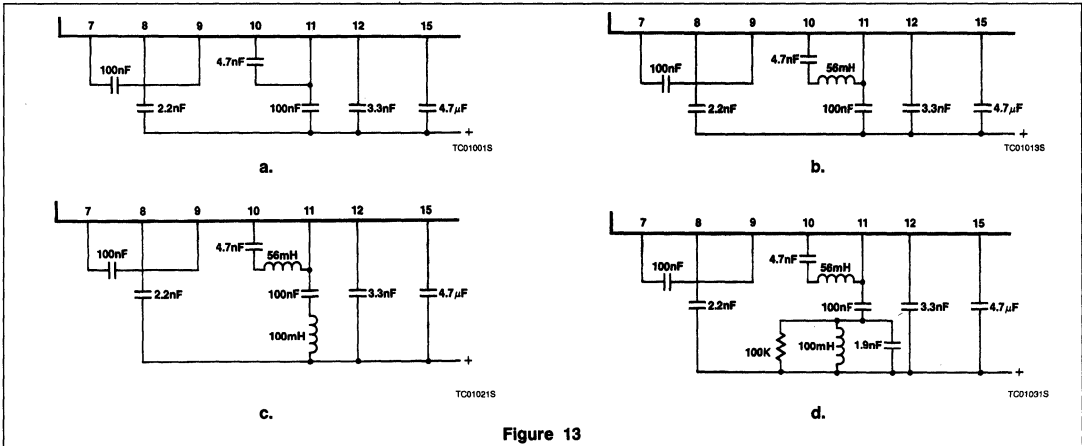 7 8 9 10 11 12 15
4.7nF
100nF
2.2nF 100nF 3.3nF 4.7µF
+
TC01001S
a.
7 8 9 10 11 12 15
4.7nF 56mH
100nF
2.2nF 100nF 3.3nF 4.7µF
+
TC01013S
b.
7 8 9 10 11 12 15
4.7nF 56mH
100nF
2.2nF 100nF 3.3nF 4.7µF
100mH
+
TC01021S
c.
7 8 9 10 11 12 15
4.7nF 56mH
100nF
2.2nF 100nF 3.3nF 4.7µF
100K 100mH 1.9nF
+
TC01031S
d.
Figure 13